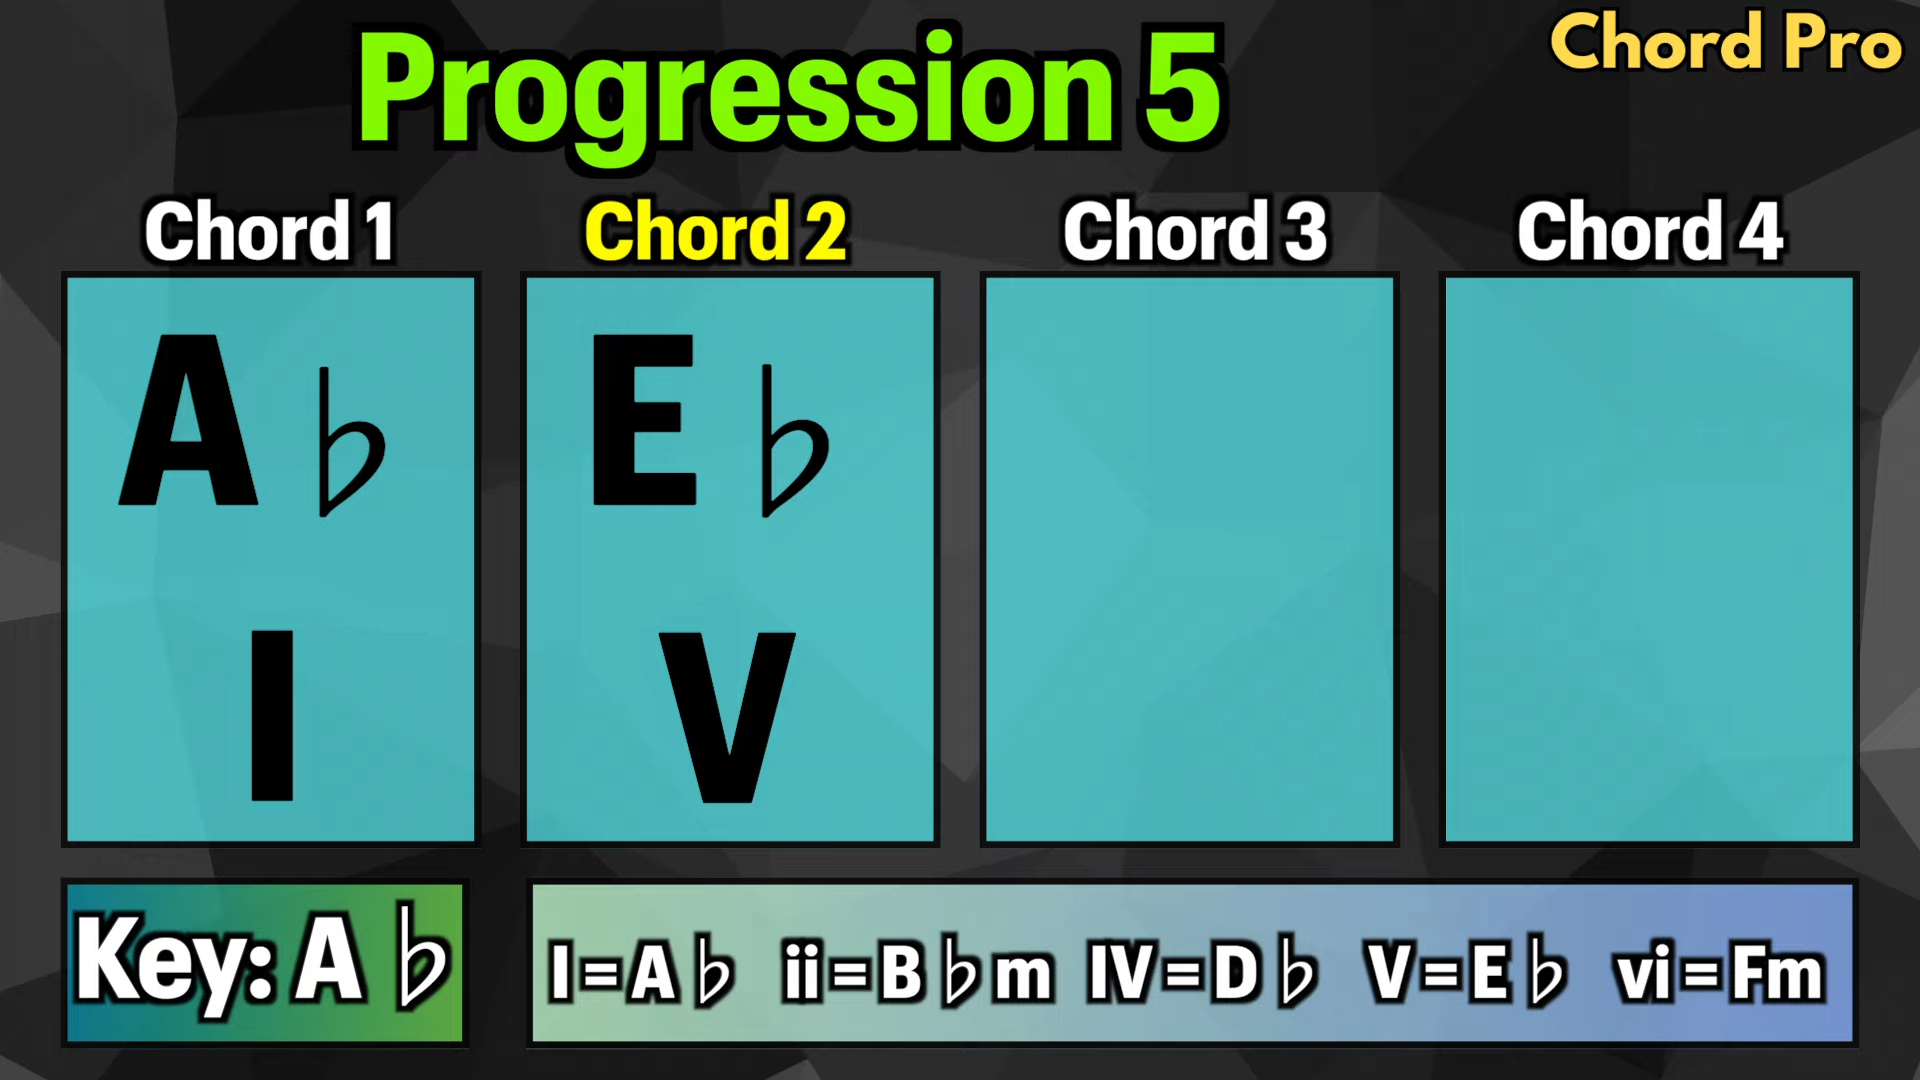 Chord Pro
Progression 5
Chord 1 Chord 2 Chord 3 Chord 4
A♭ E♭
I V
Key: A♭
I=A♭ ii=B♭m IV=D♭ V=E♭ vi=Fm